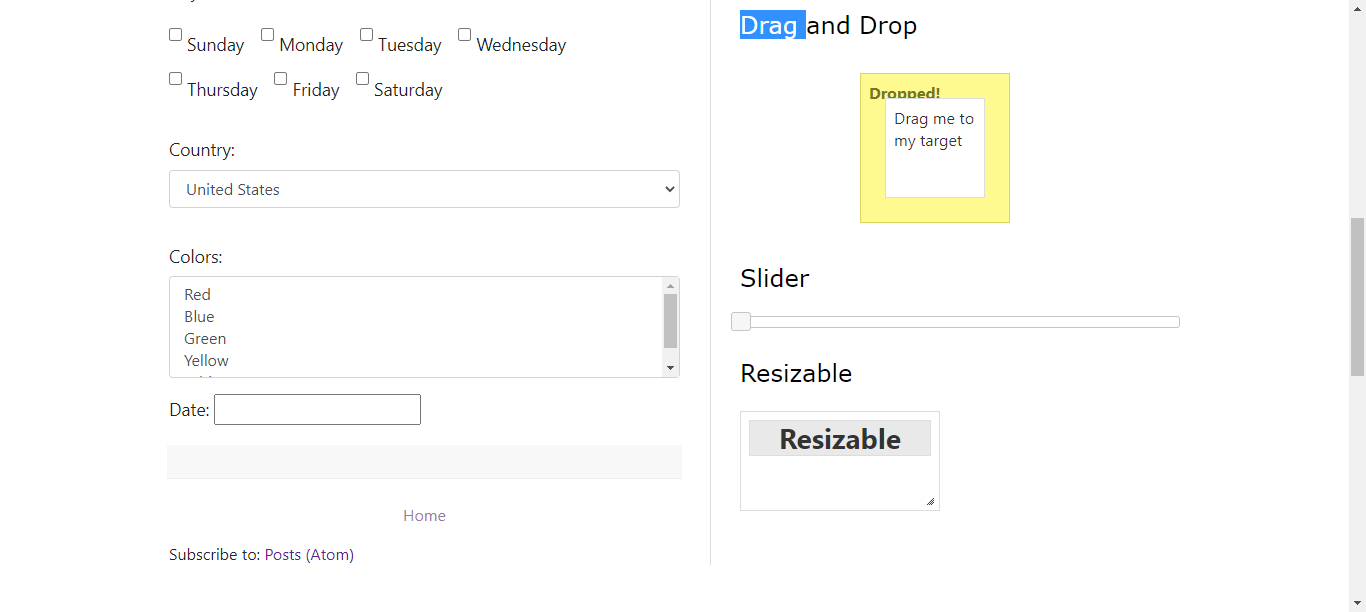 Sunday Monday Tuesday Wednesday
Thursday Friday Saturday
Country:
United States
Colors:
Red
Blue
Green
Yellow
Date:
Home
Subscribe to: Posts (Atom)
Drag and Drop
Dropped!
Drag me to
my target
Slider
Resizable
Resizable